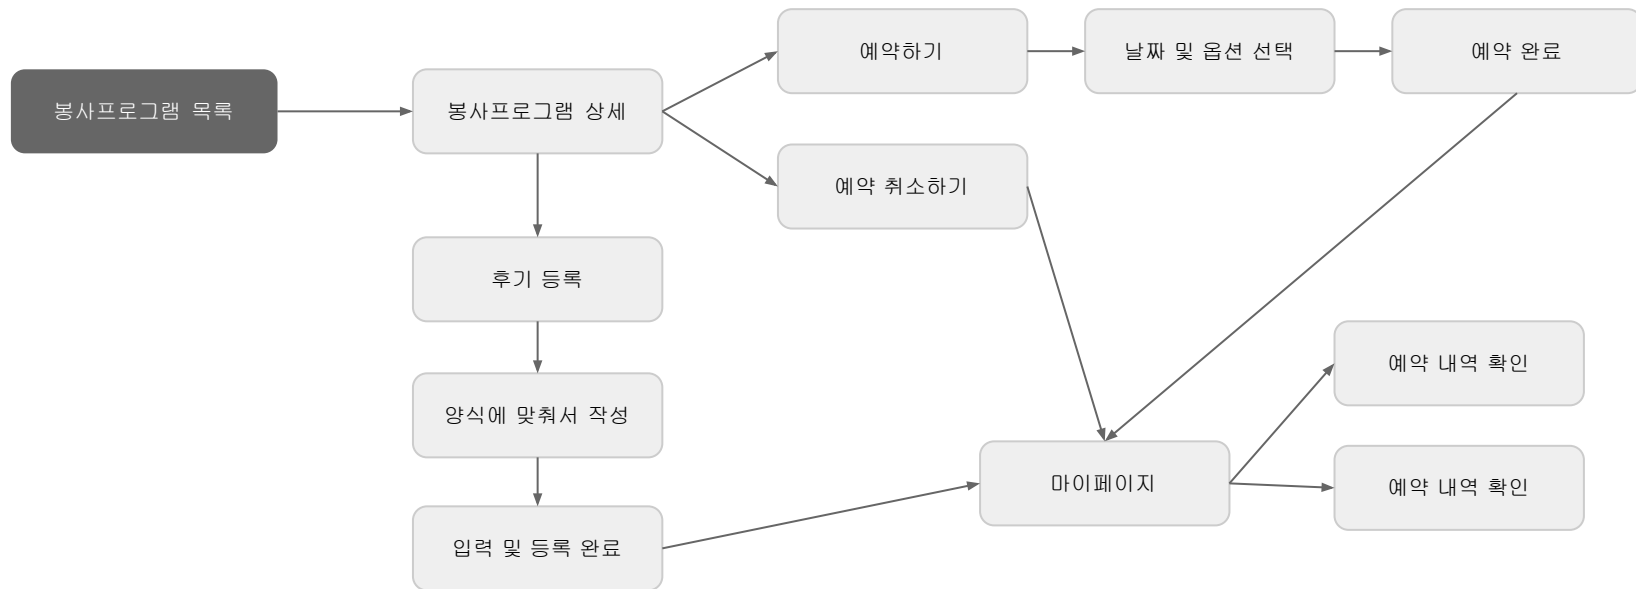 봉사프로그램 목록
봉사프로그램 상세
예약하기
날짜 및 옵션 선택
예약 완료
예약 취소하기
후기 등록
양식에 맞춰서 작성
입력 및 등록 완료
마이페이지
예약 내역 확인
예약 내역 확인